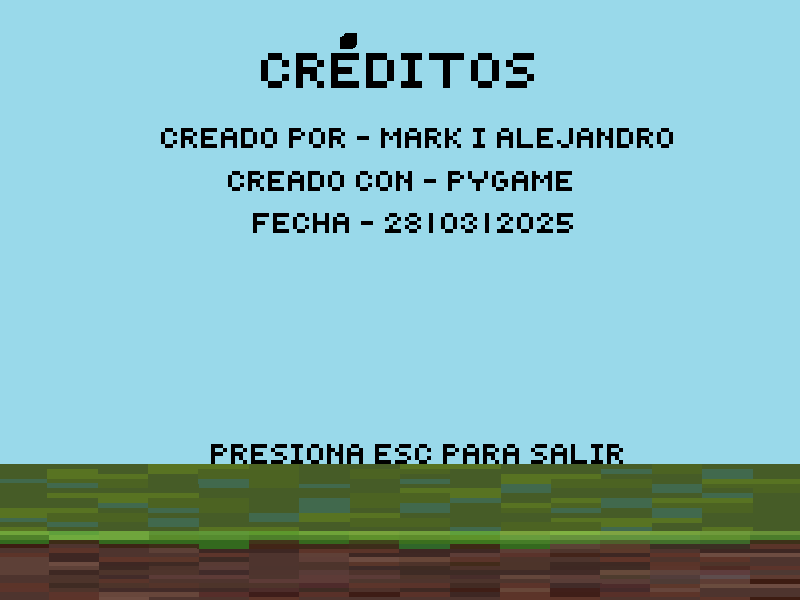 CRÉDITOS
CREADO POR - MARK I ALEJANDRO
CREADO CON - PYGAME
FECHA - 28|03|2025
PRESIONA ESC PARA SALIR